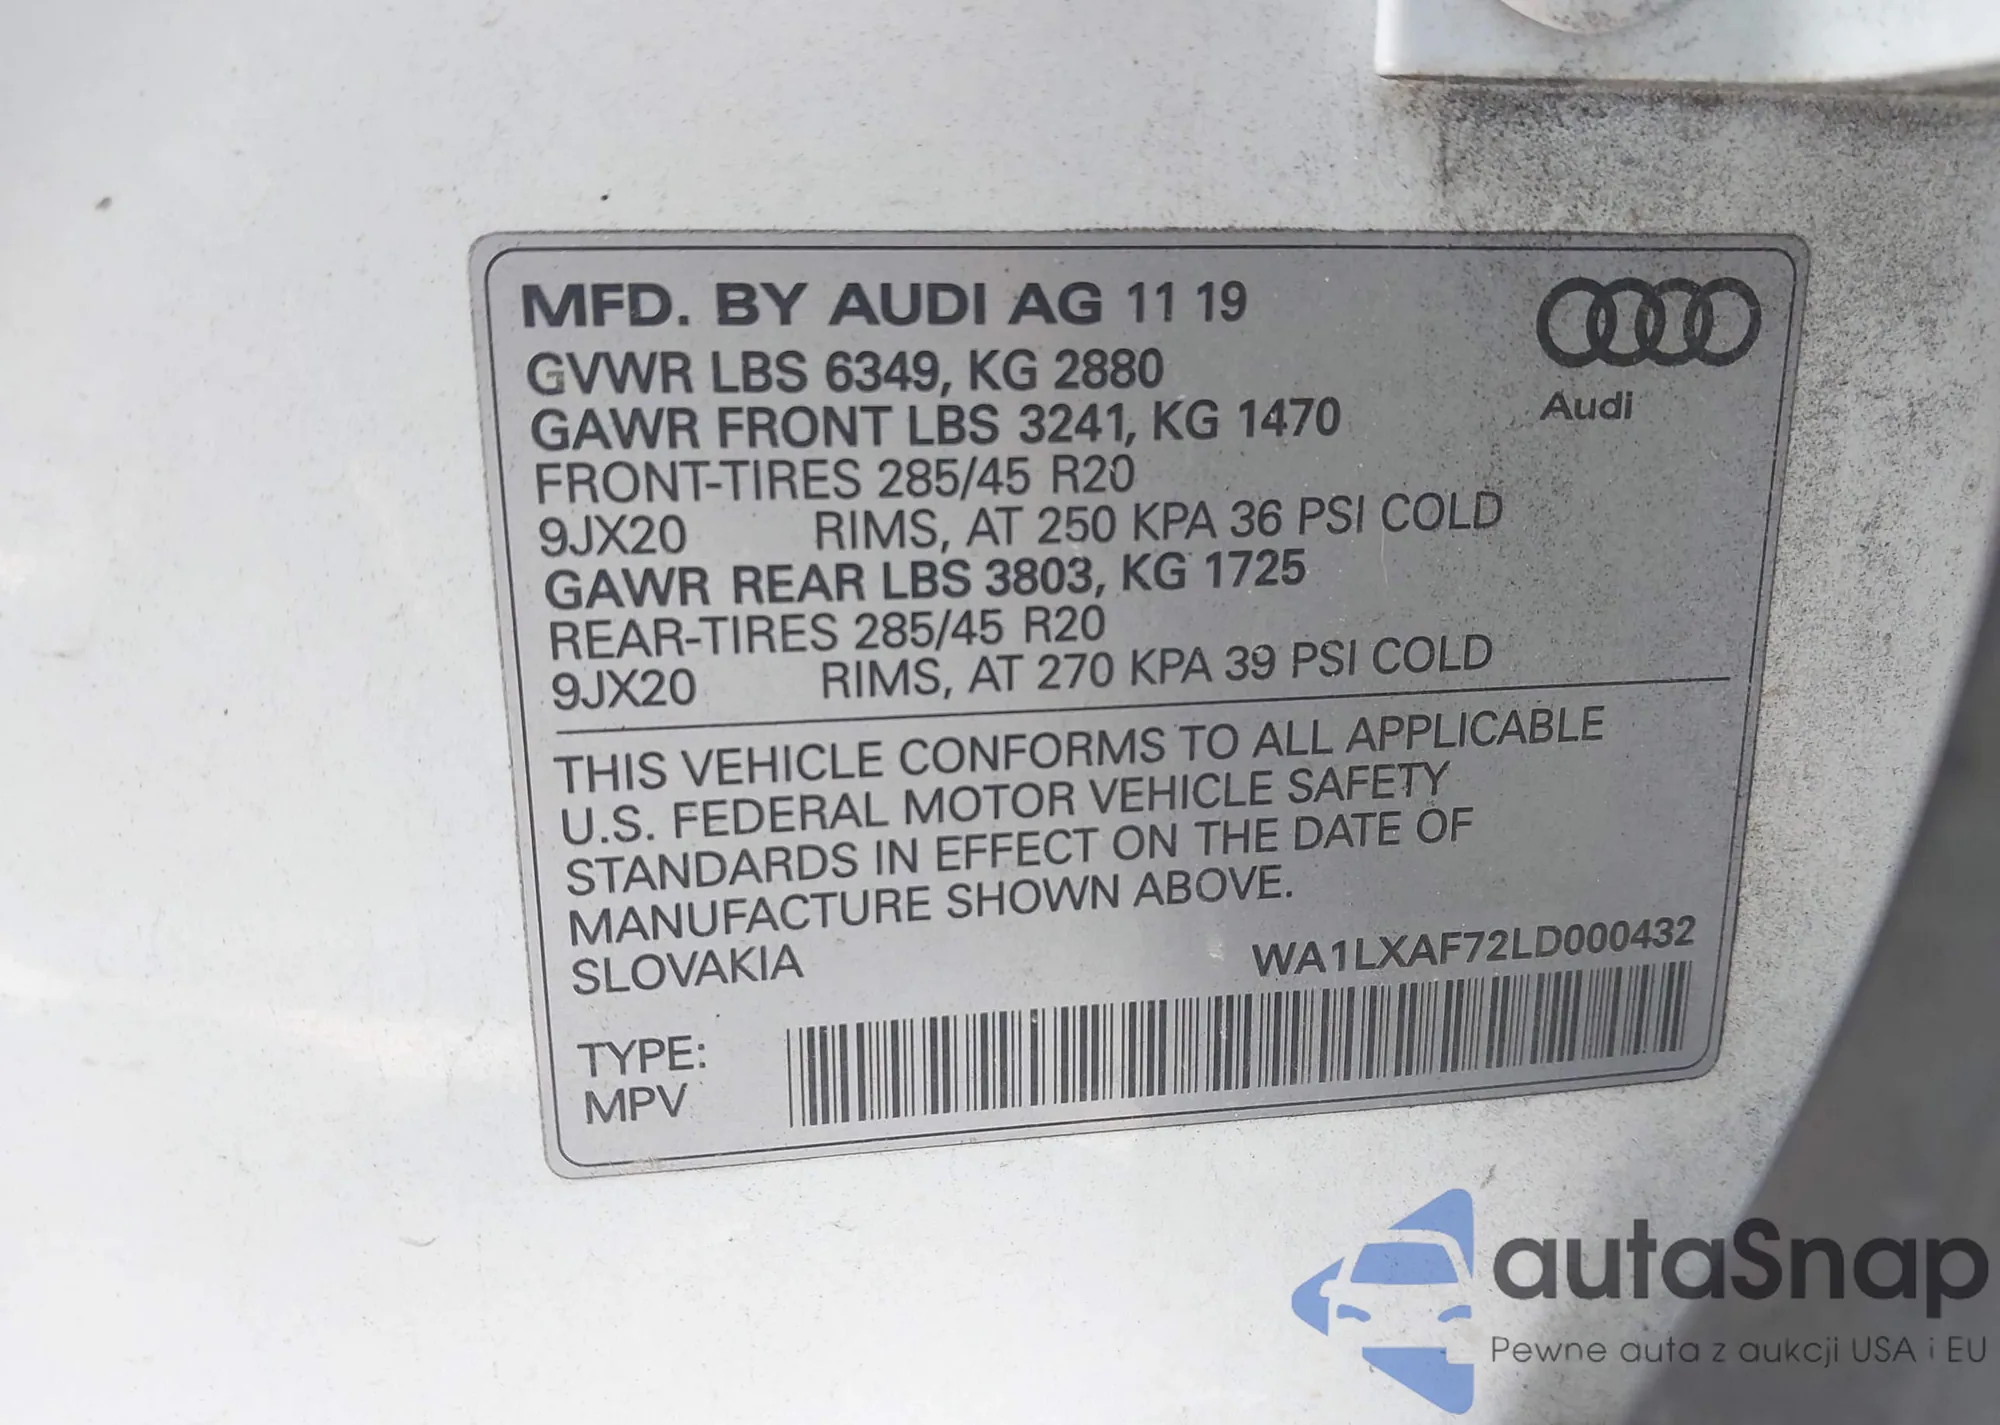 MFD. BY AUDI AG 11 19
GVWR LBS 6349, KG 2880
GAWR FRONT LBS 3241, KG 1470
FRONT-TIRES 285/45 R20
9JX20 RIMS, AT 250 KPA 36 PSI COLD
GAWR REAR LBS 3803, KG 1725
REAR-TIRES 285/45 R20
9JX20 RIMS, AT 270 KPA 39 PSI COLD
Audi
THIS VEHICLE CONFORMS TO ALL APPLICABLE
U.S. FEDERAL MOTOR VEHICLE SAFETY
STANDARDS IN EFFECT ON THE DATE OF
MANUFACTURE SHOWN ABOVE.
SLOVAKIA WA1LXAF72LD000432
TYPE:
MPV
autaSnap
Pewne auta z aukcji USA i EU